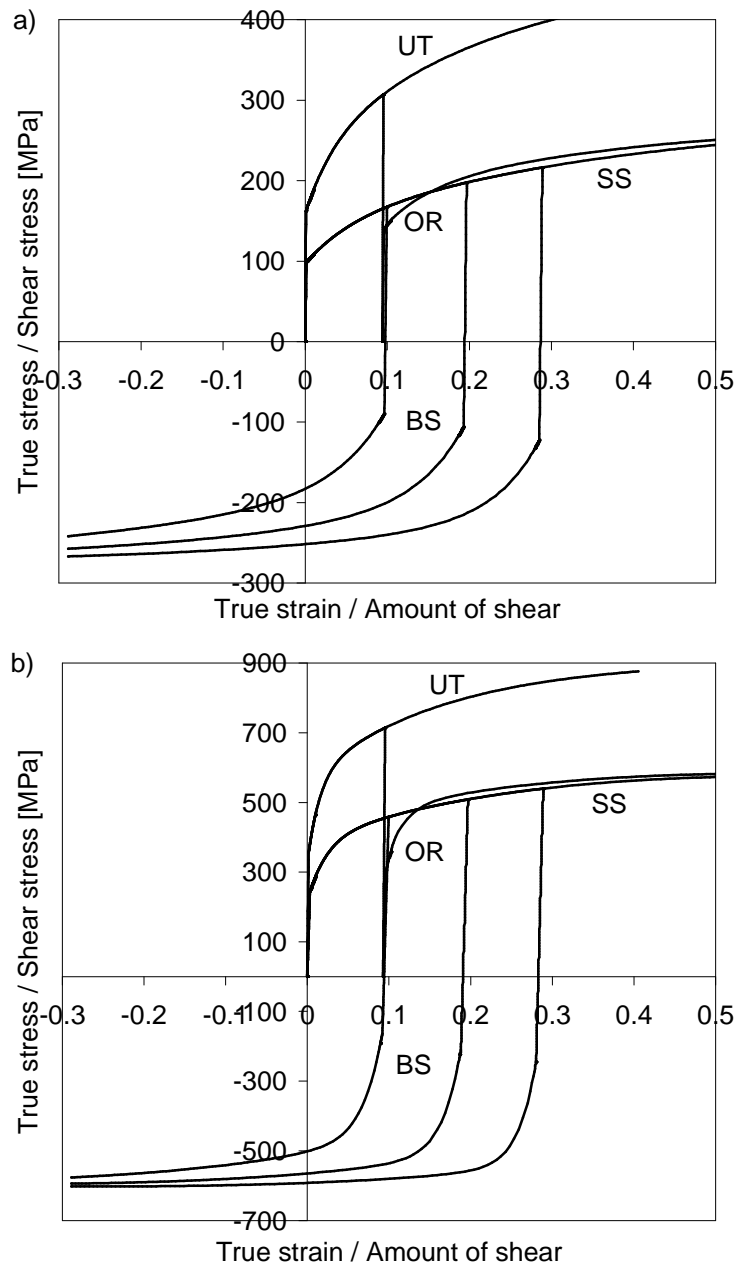 a)
True stress / Shear stress [MPa]
400
300
200
100
0
-100
-200
-300
-0.3 -0.2 -0.1 0 0.1 0.2 0.3 0.4 0.5
UT
SS
OR
BS
True strain / Amount of shear
b)
True stress / Shear stress [MPa]
900
700
500
300
100
-100
-300
-500
-700
-0.3 -0.2 -0.1 0 0.1 0.2 0.3 0.4 0.5
UT
SS
OR
BS
True strain / Amount of shear